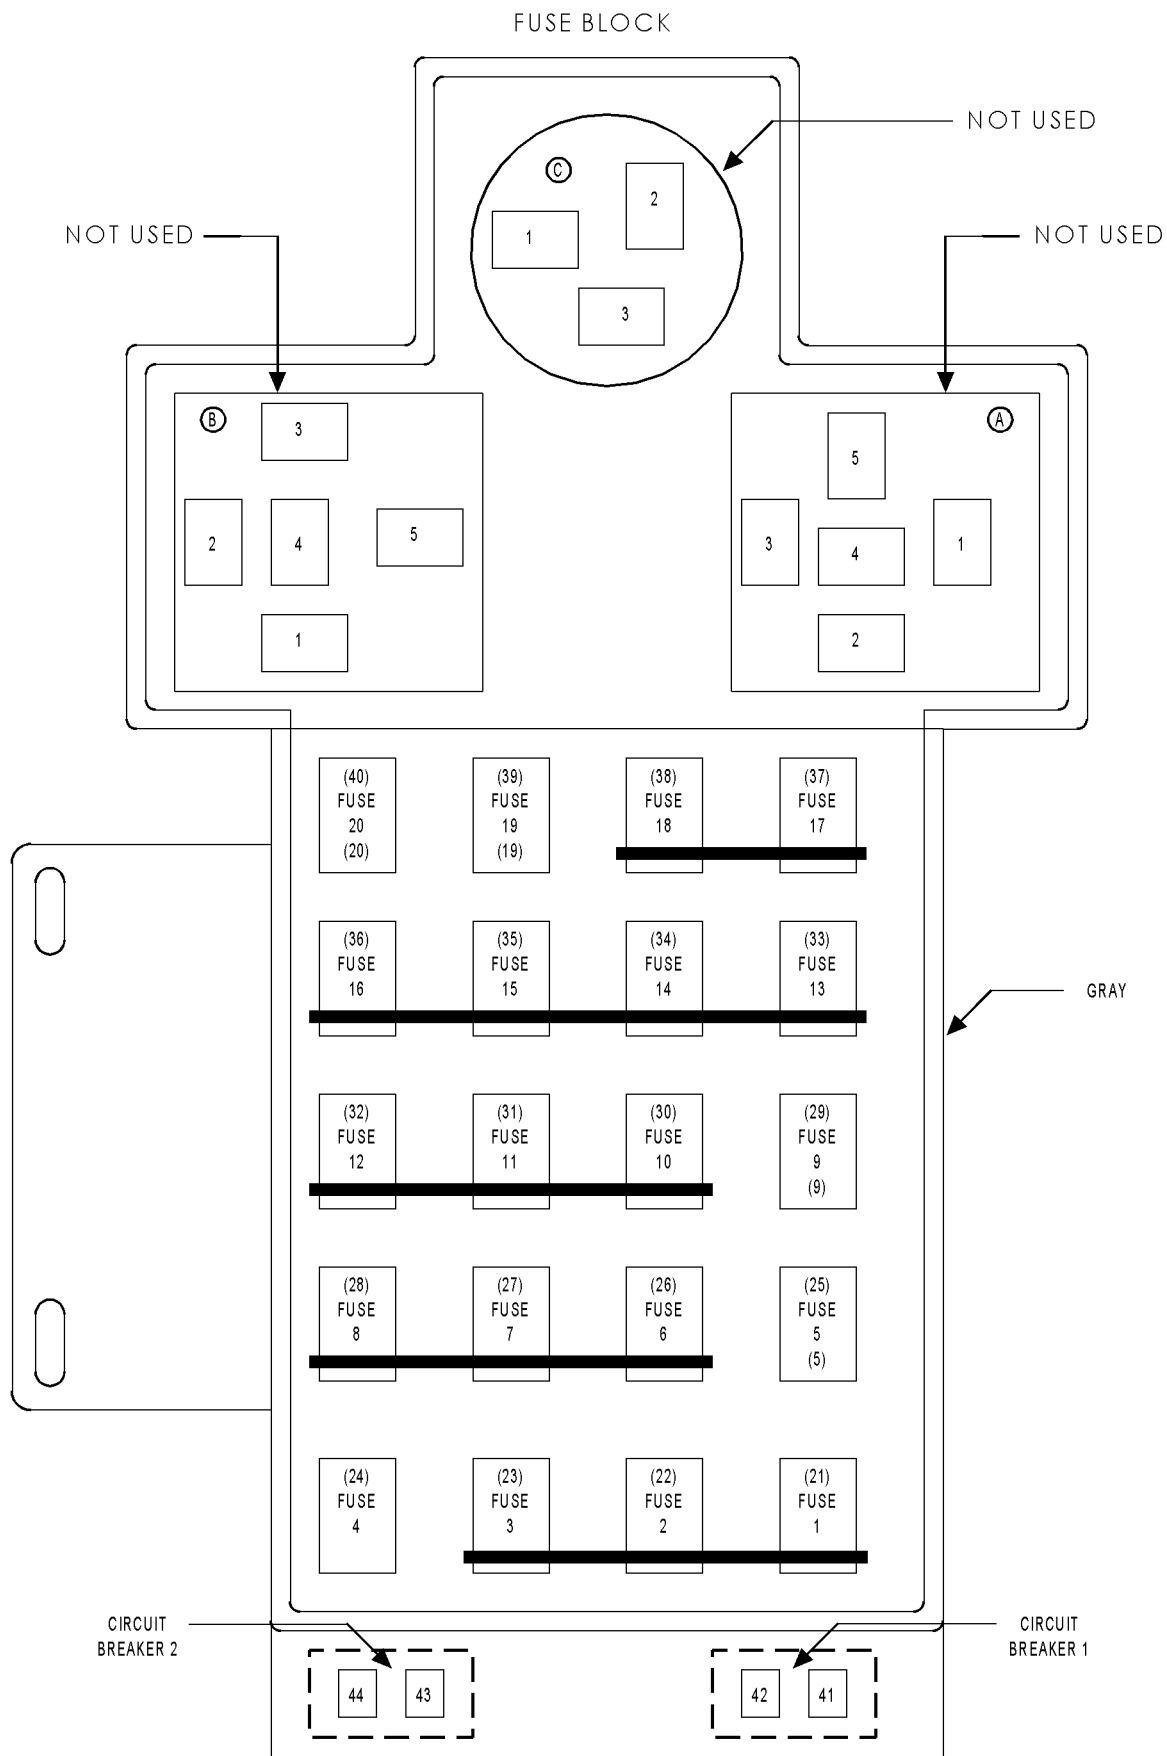 FUSE BLOCK
NOT USED
C
2
1
3
NOT USED
NOT USED
B
3
2
4
5
1
A
5
3
4
1
2
(40)
FUSE
20
(20)
(39)
FUSE
19
(19)
(38)
FUSE
18
(37)
FUSE
17
(36)
FUSE
16
(35)
FUSE
15
(34)
FUSE
14
(33)
FUSE
13
GRAY
(32)
FUSE
12
(31)
FUSE
11
(30)
FUSE
10
(29)
FUSE
9
(9)
(28)
FUSE
8
(27)
FUSE
7
(26)
FUSE
6
(25)
FUSE
5
(5)
(24)
FUSE
4
(23)
FUSE
3
(22)
FUSE
2
(21)
FUSE
1
CIRCUIT
BREAKER 2
CIRCUIT
BREAKER 1
44
43
42
41